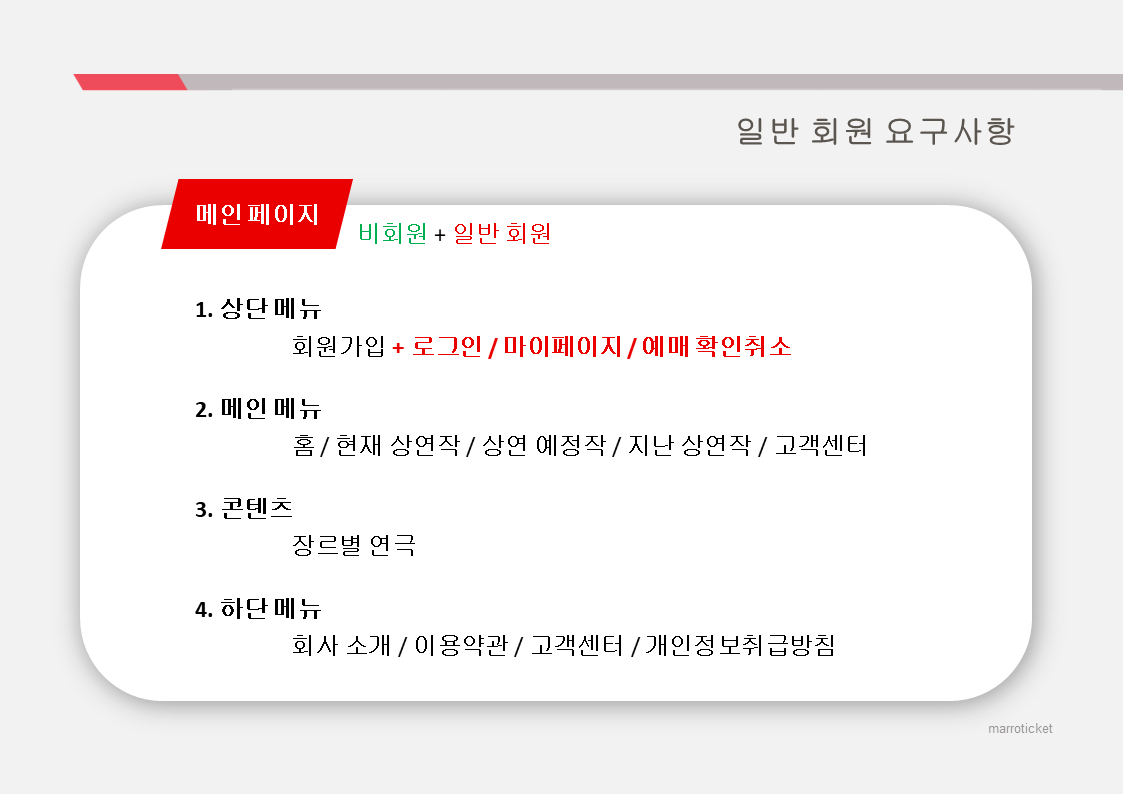 일반 회원 요구사항
메인 페이지
비회원 + 일반 회원
1. 상단 메뉴
회원가입 + 로그인 / 마이페이지 / 예매 확인취소
2. 메인 메뉴
홈 / 현재 상연작 / 상연 예정작 / 지난 상연작 / 고객센터
3. 콘텐츠
장르별 연극
4. 하단 메뉴
회사 소개 / 이용약관 / 고객센터 / 개인정보취급방침
marroticket